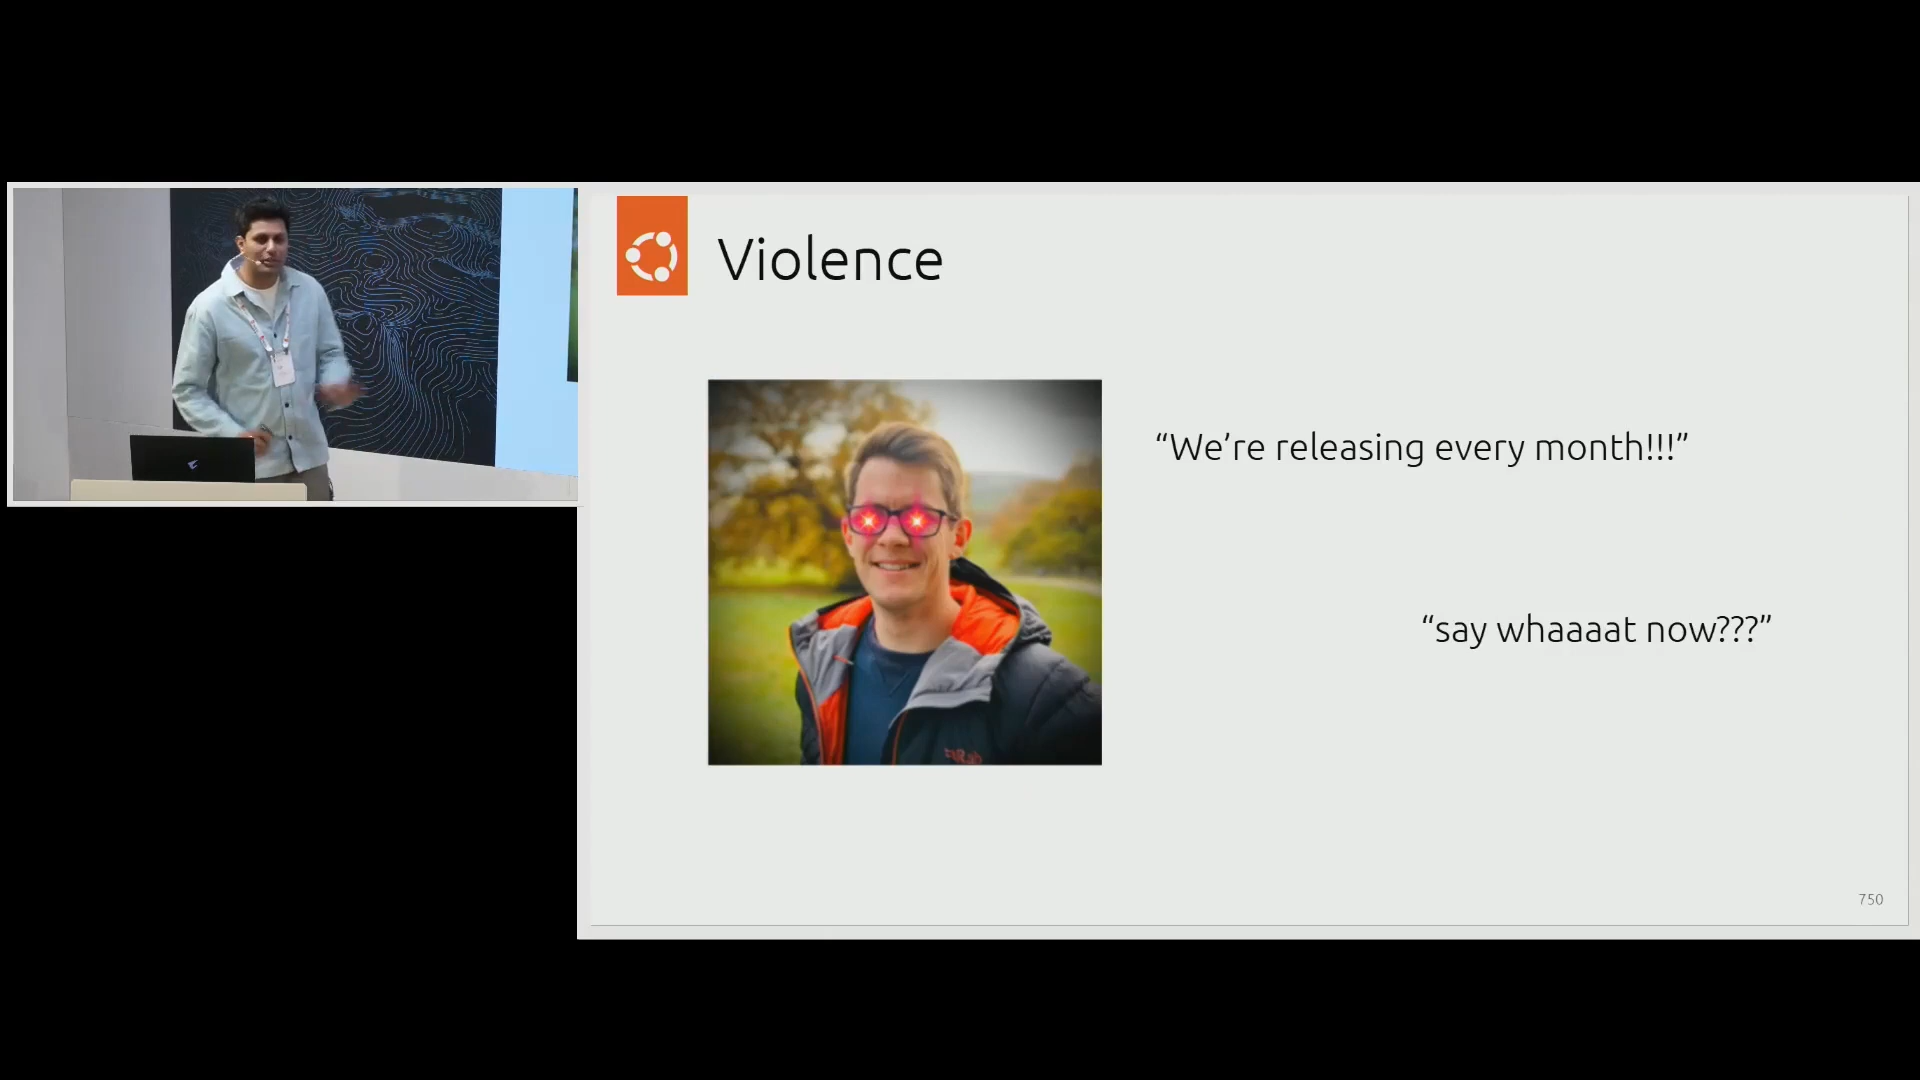 Violence
“We’re releasing every month!!!”
“say whaaaat now???”
750